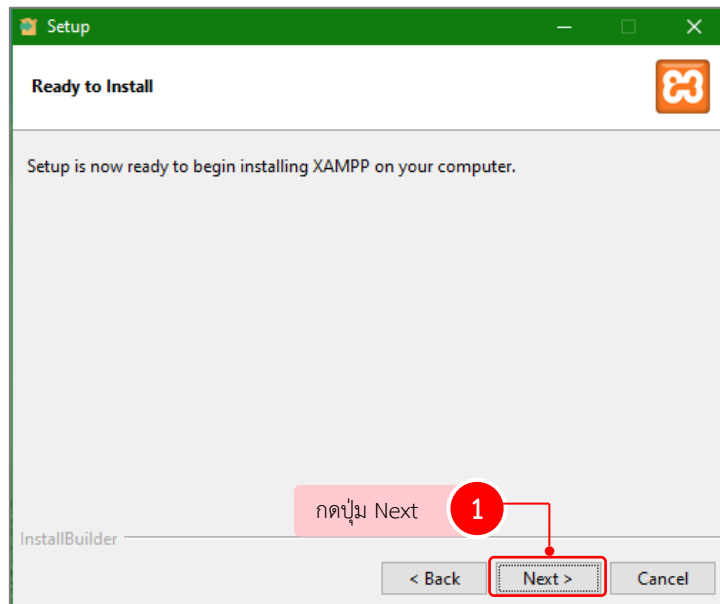 Setup
Ready to Install
Setup is now ready to begin installing XAMPP on your computer.
กดปุ่ม Next 1
InstallBuilder
< Back Next > Cancel